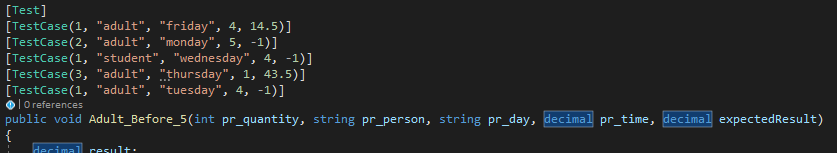 [Test]
[TestCase(1, "adult", "friday", 4, 14.5)]
[TestCase(2, "adult", "monday", 5, -1)]
[TestCase(1, "student", "wednesday", 4, -1)]
[TestCase(3, "adult", "thursday", 1, 43.5)]
[TestCase(1, "adult", "tuesday", 4, -1)]
| 0 references
public void Adult_Before_5(int pr_quantity, string pr_person, string pr_day, decimal pr_time, decimal expectedResult)
{
decimal result;